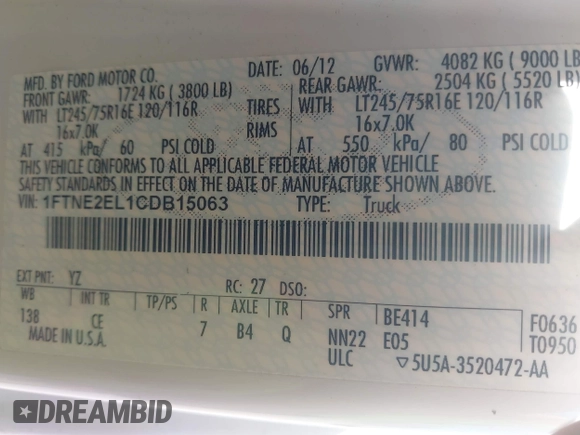 MFD. BY FORD MOTOR CO.
DATE: 06/12
GVWR: 4082 KG ( 9000 LB
FRONT GAWR: 1724 KG ( 3800 LB)
REAR GAWR: 2504 KG ( 5520 LB)
WITH LT245/75R16E 120/116R TIRES WITH LT245/75R16E 120/116R
16x7.0K RIMS 16x7.0K
AT 415 kPa/ 60 PSI COLD AT 550 kPa/ 80 PSI COLD
THIS VEHICLE CONFORMS TO ALL APPLICABLE FEDERAL MOTOR VEHICLE
SAFETY STANDARDS IN EFFECT ON THE DATE OF MANUFACTURE SHOWN ABOVE.
VIN: 1FTNE2EL1CDB15063 TYPE: Truck
EXT PNT: YZ RC: 27 DSO:
WB INT TR TP/PS R AXLE TR SPR BE414 F0636
138 CE 7 B4 Q NN22 E05 T0950
MADE IN U.S.A. ULC ▽5U5A-3520472-AA
DREAMBID